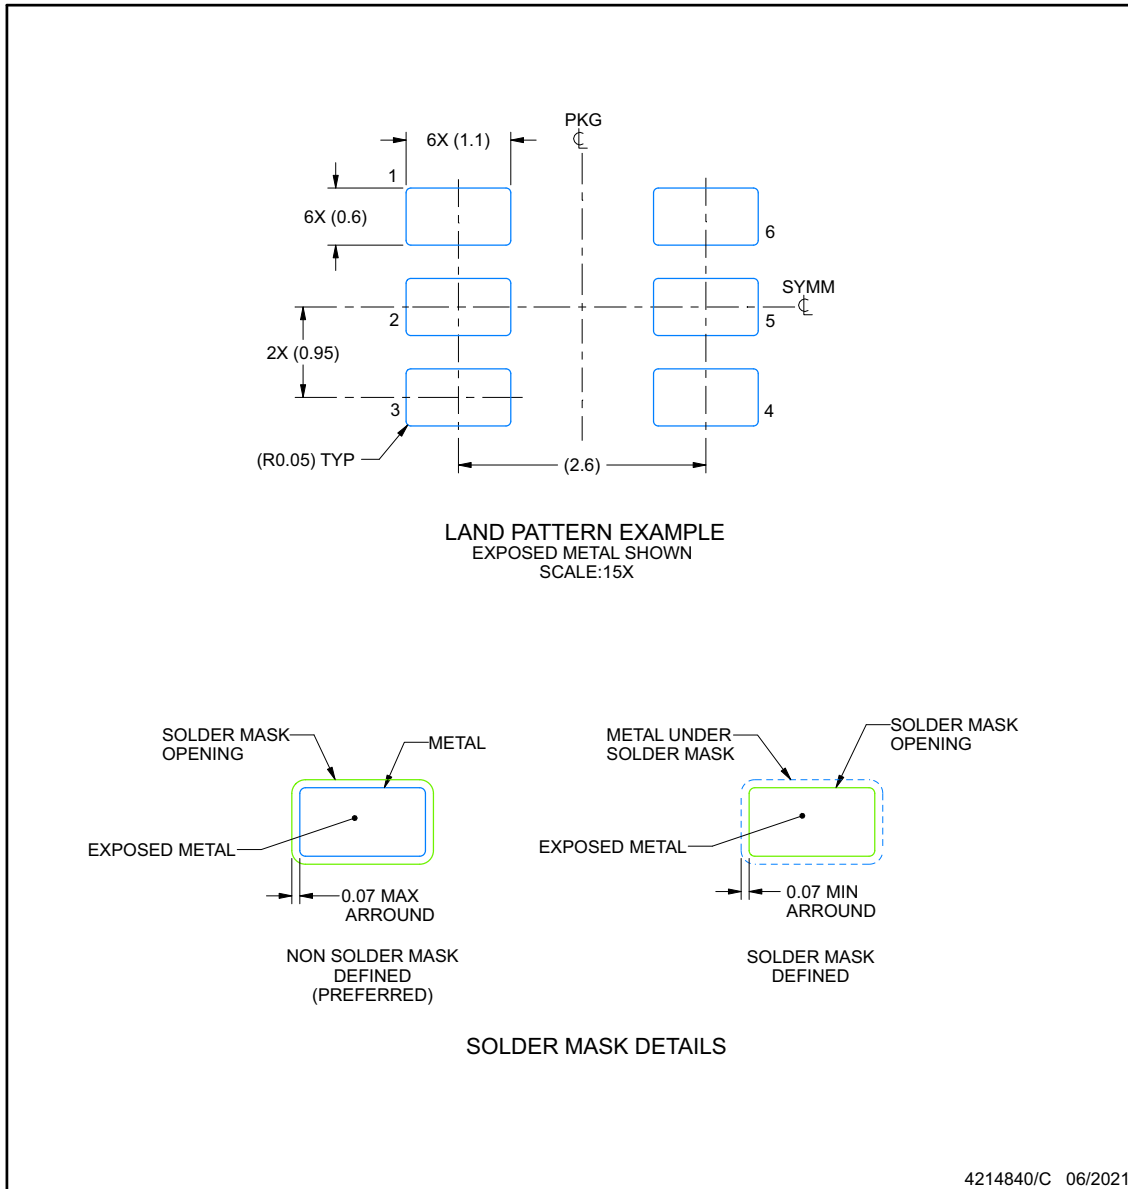 PKG
6X (1.1)
1
6X (0.6)
6
SYMM
2
5
2X (0.95)
3
4
(R0.05) TYP
(2.6)
LAND PATTERN EXAMPLE
EXPOSED METAL SHOWN
SCALE:15X
SOLDER MASK
OPENING
METAL
EXPOSED METAL
0.07 MAX
ARROUND
NON SOLDER MASK
DEFINED
(PREFERRED)
METAL UNDER
SOLDER MASK
SOLDER MASK
OPENING
EXPOSED METAL
0.07 MIN
ARROUND
SOLDER MASK
DEFINED
SOLDER MASK DETAILS
4214840/C 06/2021